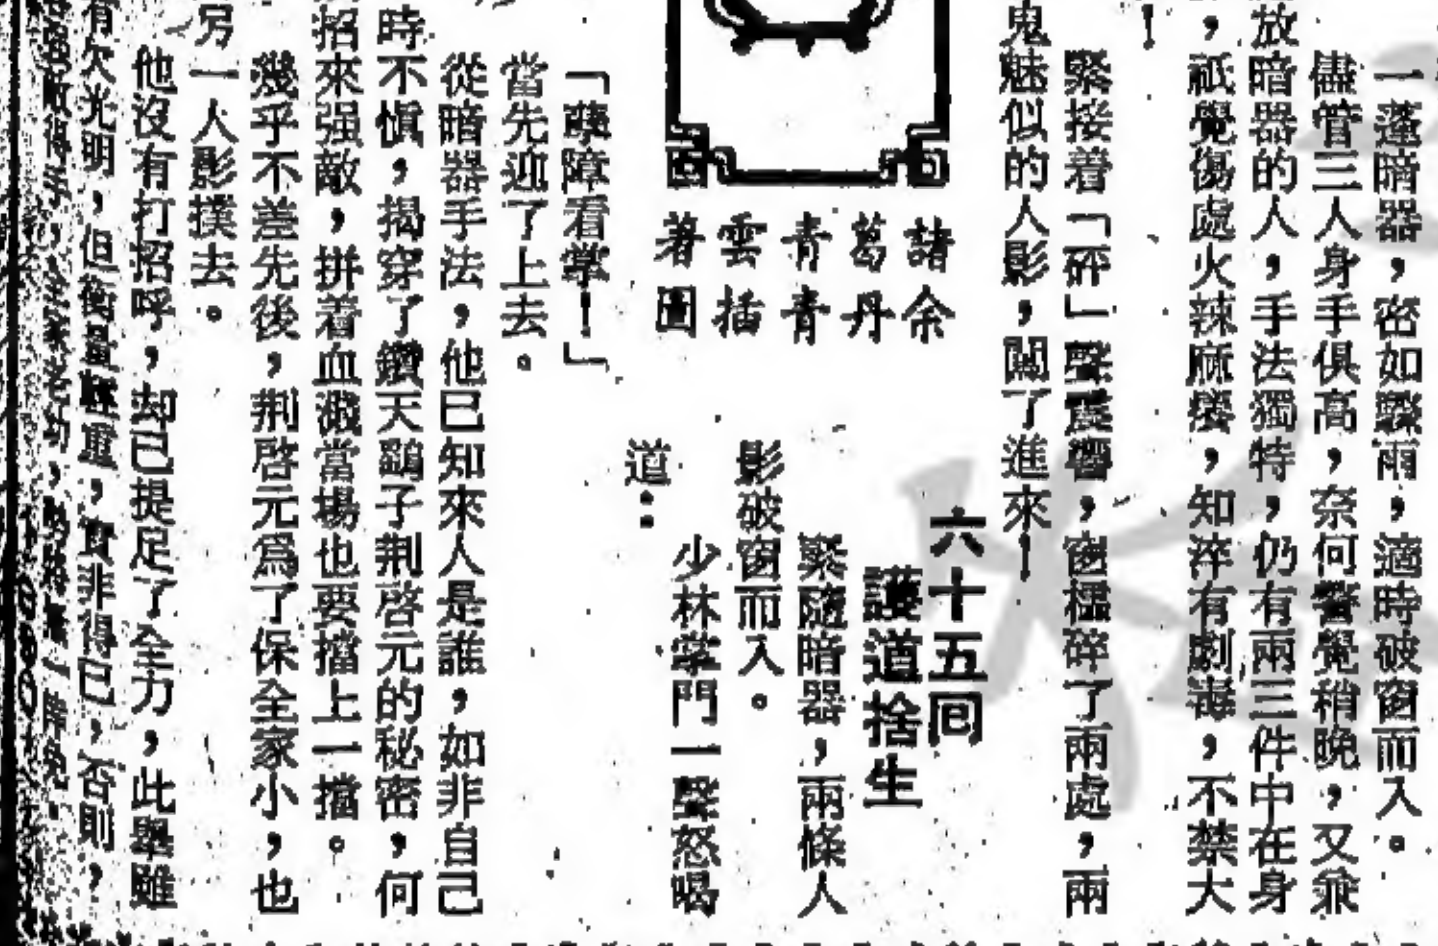 一蓬暗器，密如驟雨，適時破窗而入。
儘管三人身手俱高，奈何警覺稍晚，又兼
放暗器的人，手法獨特，仍有兩三件中在身
，祇覺傷處火辣麻癢，知淬有劇毒，不禁大
！
緊接着「砰」聲震響，窗櫺碎了兩處，兩
鬼魅似的人影，闖了進來！
六十五回
護道捨生
諸葛青雲著
余丹青插圖
緊隨暗器，兩條人
影破窗而入。
少林掌門一聲怒喝
道：
「孽障看掌！」
當先迎了上去。
從暗器手法，他已知來人是誰，如非自己
時不愼，揭穿了鑽天鷂子荆啓元的秘密，何
招來强敵，拼着血濺當場也要擋上一擋。
幾乎不差先後，荆啓元爲了保全家小，也
另一人影撲去。
他沒有打招呼，却已提足了全力，此舉雖
有欠光明，但衡量輕重，實非得已，否則，